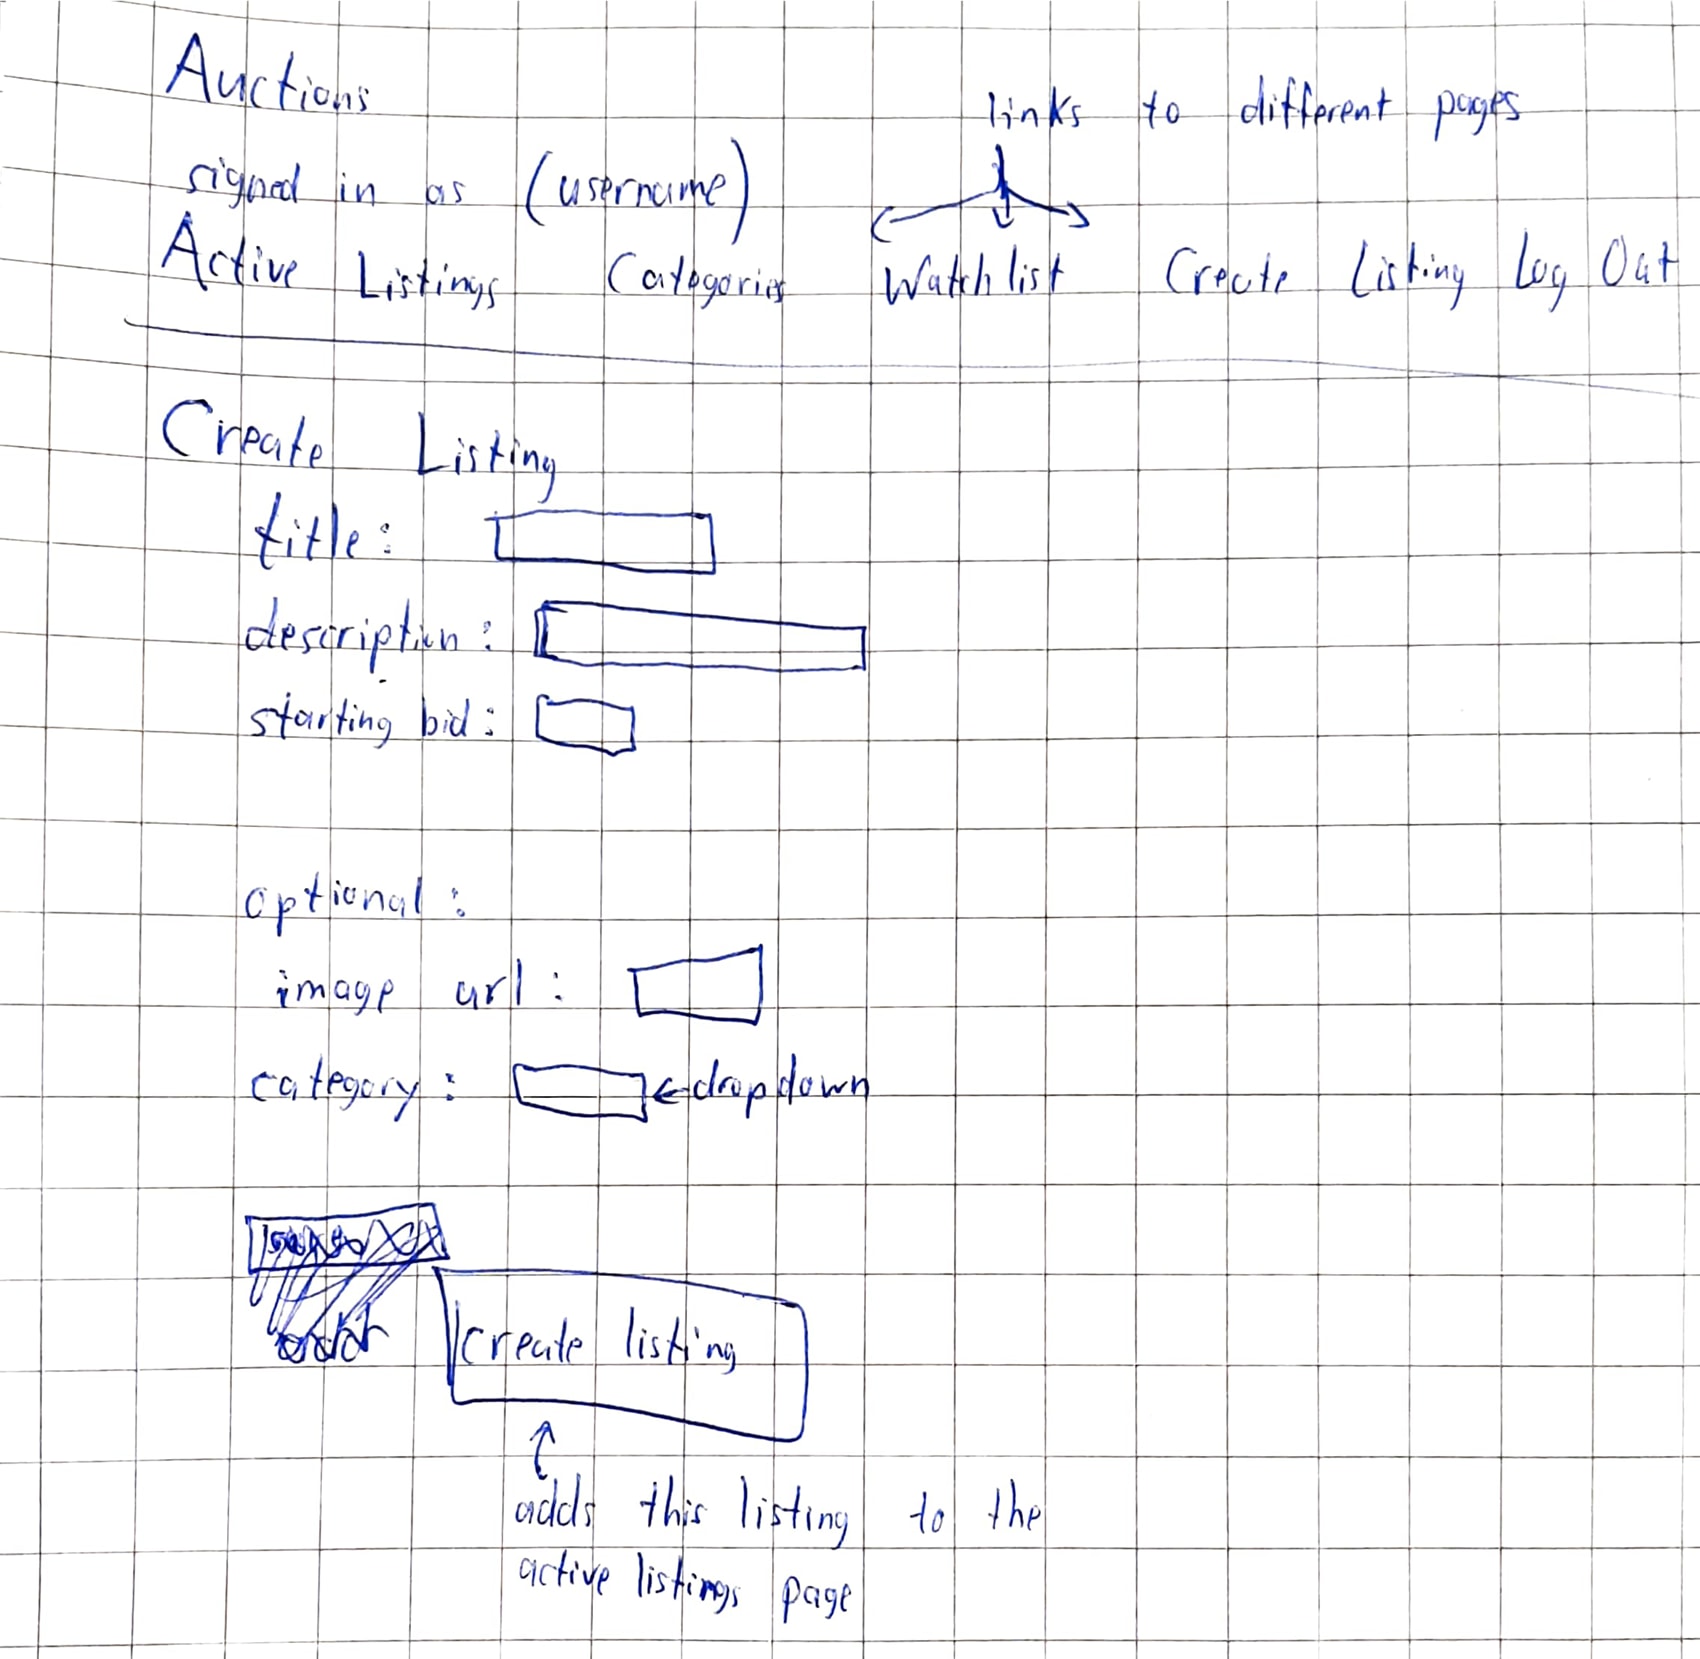 Auctions
links to different pages
signed in as (username)
Active Listings Categories Watchlist Create Listing Log Out
Create Listing
title:
description:
starting bid:
optional:
image url:
category: dropdown
create listing
adds this listing to the
active listings page